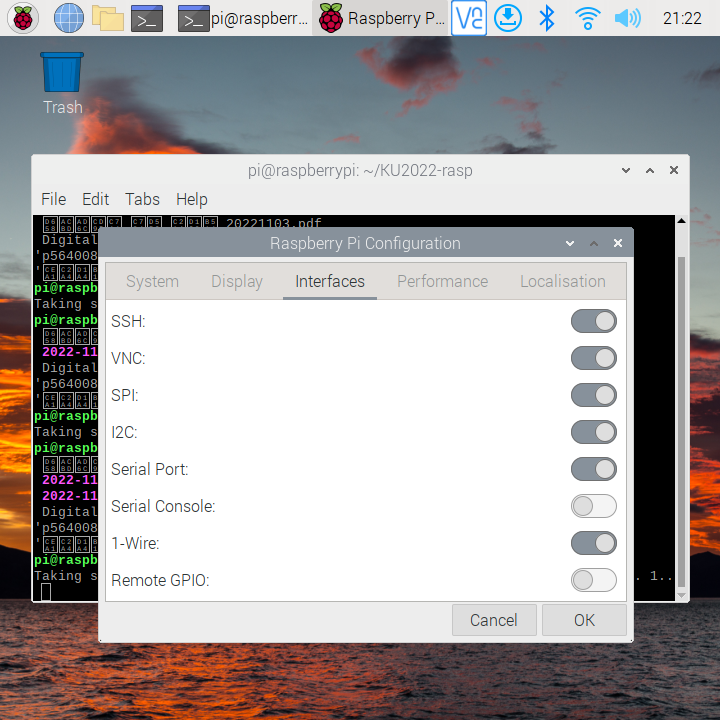 pi@raspberr...
Raspberry P...
21:22
Trash
pi@raspberrypi: ~/KU2022-rasp
File Edit Tabs Help
20221103.pdf
Digital
'p564008
pi@raspb
Taking s
pi@raspb
2022-11
Digital
'p564008
pi@raspb
Taking s
pi@raspb
2022-11
2022-11
Digital
'p564008
pi@raspb
Taking s
. 1..
Raspberry Pi Configuration
System Display Interfaces Performance Localisation
SSH:
VNC:
SPI:
I2C:
Serial Port:
Serial Console:
1-Wire:
Remote GPIO:
Cancel OK